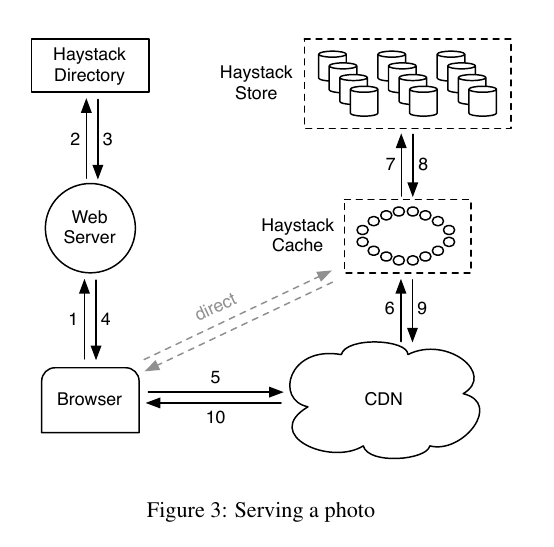 Haystack
Directory
Haystack
Store
2
3
7
8
Web
Server
Haystack
Cache
direct
1
4
6
9
5
Browser
CDN
10
Figure 3: Serving a photo